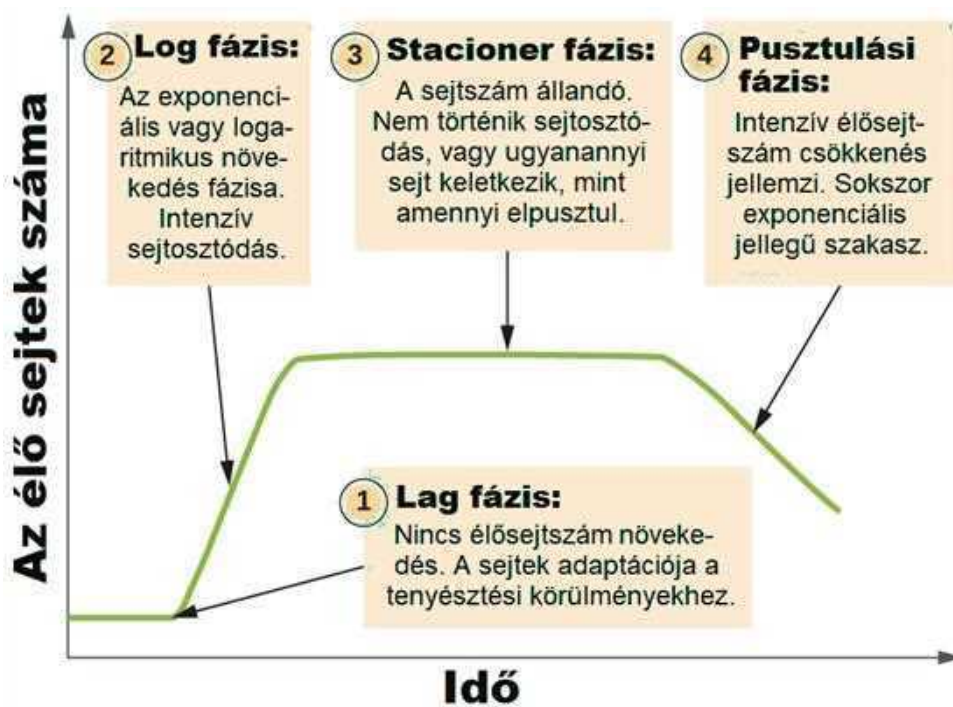 Az élő sejtek száma
2 Log fázis:
Az exponenci-
ális vagy loga-
ritmikus növe-
kedés fázisa.
Intenzív
sejtosztódás.
3 Stacioner fázis:
A sejtszám állandó.
Nem történik sejtosztó-
dás, vagy ugyanannyi
sejt keletkezik, mint
amennyi elpusztul.
4 Pusztulási
fázis:
Intenzív élősejt-
szám csökkenés
jellemzi. Sokszor
exponenciális
jellegű szakasz.
1 Lag fázis:
Nincs élősejtszám növeke-
dés. A sejtek adaptációja a
tenyésztési körülményekhez.
Idő